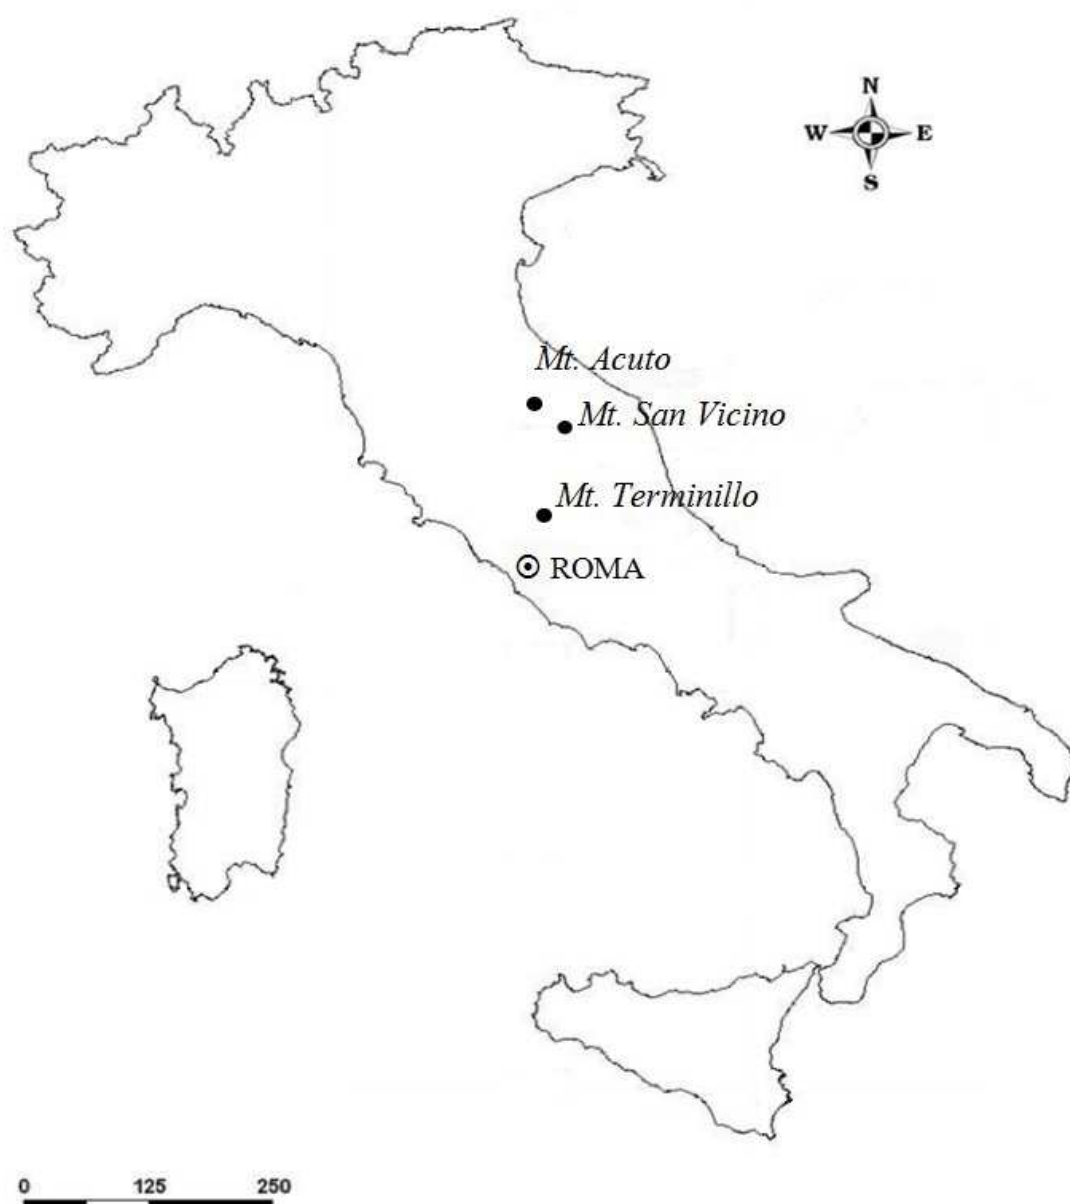 N
W E
S
Mt. Acuto
Mt. San Vicino
Mt. Terminillo
ROMA
0 125 250